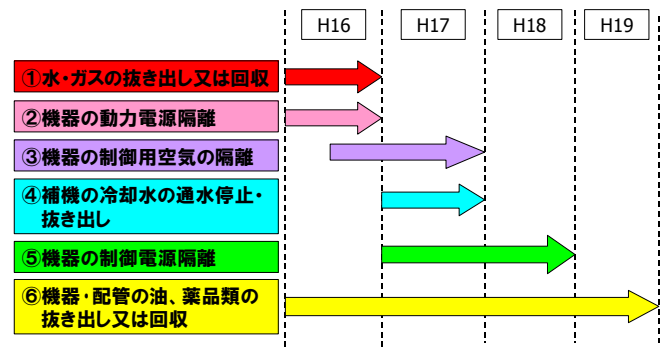 H16 H17 H18 H19
①水・ガスの抜き出し又は回収
②機器の動力電源隔離
③機器の制御用空気の隔離
④補機の冷却水の通水停止・
抜き出し
⑤機器の制御電源隔離
⑥機器・配管の油、薬品類の
抜き出し又は回収